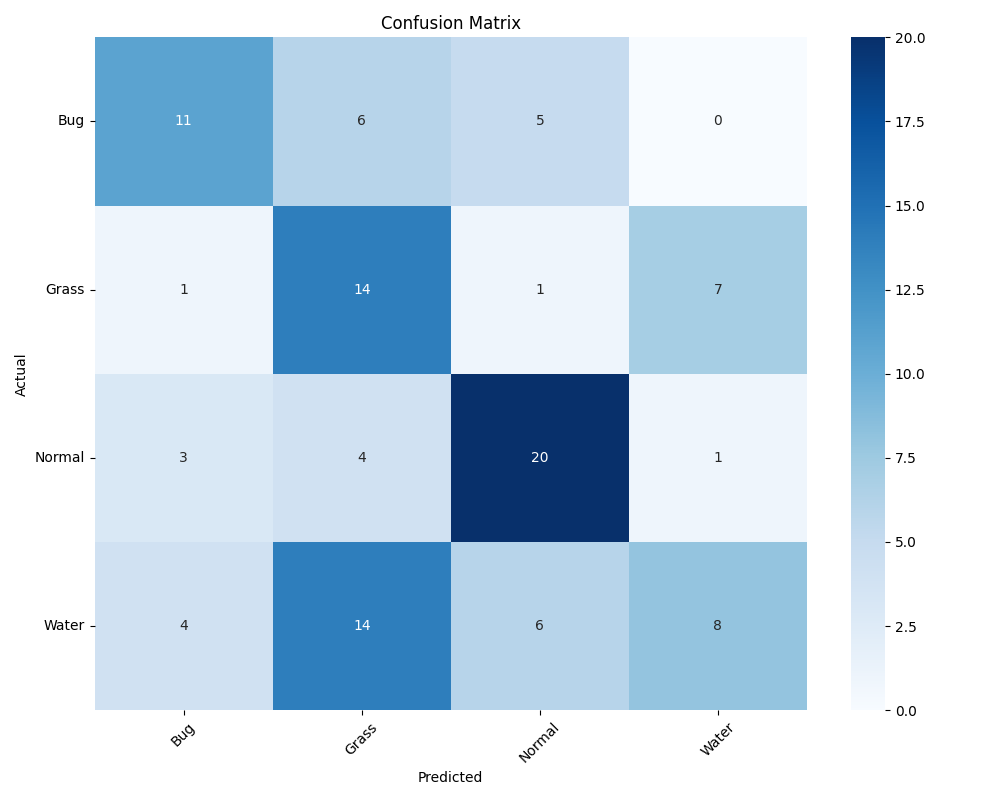 Confusion Matrix
Actual
Bug 11 6 5 0
Grass 1 14 1 7
Normal 3 4 20 1
Water 4 14 6 8
Bug Grass Normal Water
Predicted
20.0
17.5
15.0
12.5
10.0
7.5
5.0
2.5
0.0